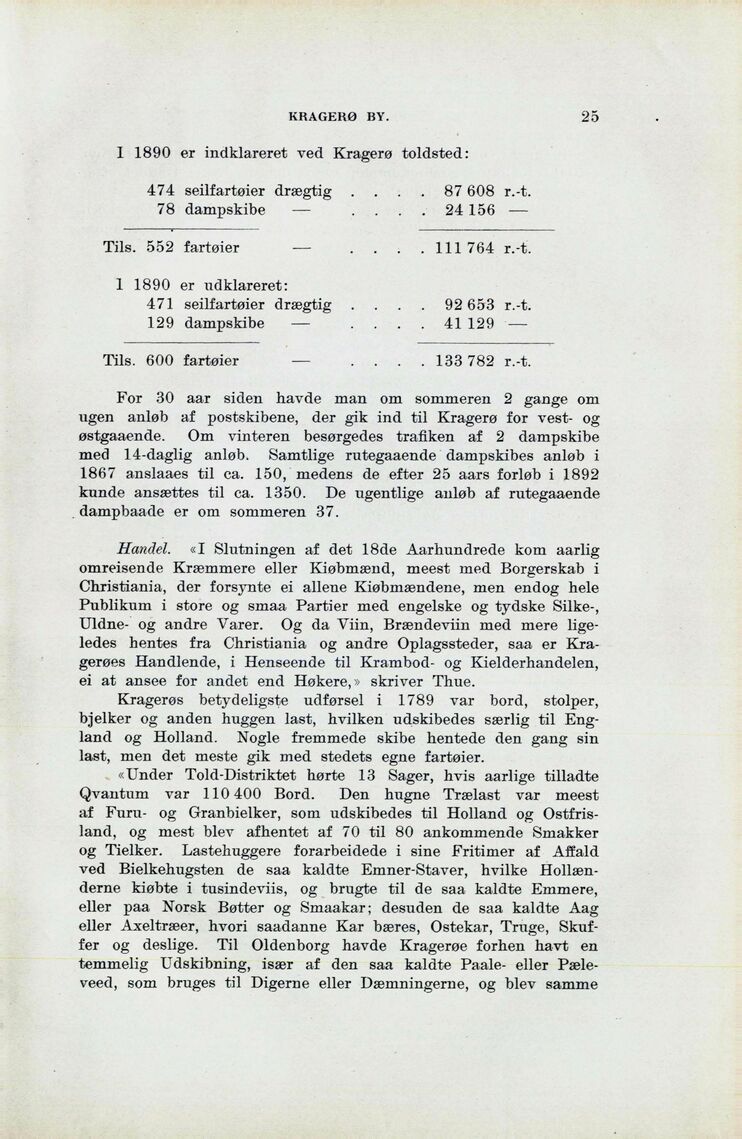 KRAGERØ BY. 25
I 1890 er indklareret ved Kragerø toldsted:
474 seilfartøier drægtig . . . . 87 608 r.-t.
78 dampskibe — . . . . 24 156 —
Tils. 552 fartøier — . . . . 111 764 r.-t.
I 1890 er udklareret:
471 seilfartøier drægtig . . . . 92 653 r.-t.
129 dampskibe — . . . . 41 129 —
Tils. 600 fartøier — . . . . 133 782 r.-t.
For 30 aar siden havde man om sommeren 2 gange om
ugen anløb af postskibene, der gik ind til Kragerø for vest- og
østgaaende. Om vinteren besørgedes trafiken af 2 dampskibe
med 14-daglig anløb. Samtlige rutegaaende dampskibes anløb i
1867 anslaaes til ca. 150, medens de efter 25 aars forløb i 1892
kunde ansættes til ca. 1350. De ugentlige anløb af rutegaaende
dampbaade er om sommeren 37.
Handel. «I Slutningen af det 18de Aarhundrede kom aarlig
omreisende Kræmmere eller Kiøbmænd, meest med Borgerskab i
Christiania, der forsynte ei allene Kiøbmændene, men endog hele
Publikum i store og smaa Partier med engelske og tydske Silke-,
Uldne- og andre Varer. Og da Viin, Brændeviin med mere lige-
ledes hentes fra Christiania og andre Oplagssteder, saa er Kra-
gerøes Handlende, i Henseende til Krambod- og Kielderhandelen,
ei at ansee for andet end Høkere,» skriver Thue.
Kragerøs betydeligste udførsel i 1789 var bord, stolper,
bjelker og anden huggen last, hvilken udskibedes særlig til Eng-
land og Holland. Nogle fremmede skibe hentede den gang sin
last, men det meste gik med stedets egne fartøier.
«Under Told-Distriktet hørte 13 Sager, hvis aarlige tilladte
Qvantum var 110 400 Bord. Den hugne Trælast var meest
af Furu- og Granbielker, som udskibedes til Holland og Ostfris-
land, og mest blev afhentet af 70 til 80 ankommende Smakker
og Tielker. Lastehuggere forarbeidede i sine Fritimer af Affald
ved Bielkehugsten de saa kaldte Emner-Staver, hvilke Hollæn-
derne kiøbte i tusindeviis, og brugte til de saa kaldte Emmere,
eller paa Norsk Bøtter og Smaakar; desuden de saa kaldte Aag
eller Axeltræer, hvori saadanne Kar bæres, Ostekar, Truge, Skuf-
fer og deslige. Til Oldenborg havde Kragerøe forhen havt en
temmelig Udskibning, især af den saa kaldte Paale- eller Pæle-
veed, som bruges til Digerne eller Dæmningerne, og blev samme